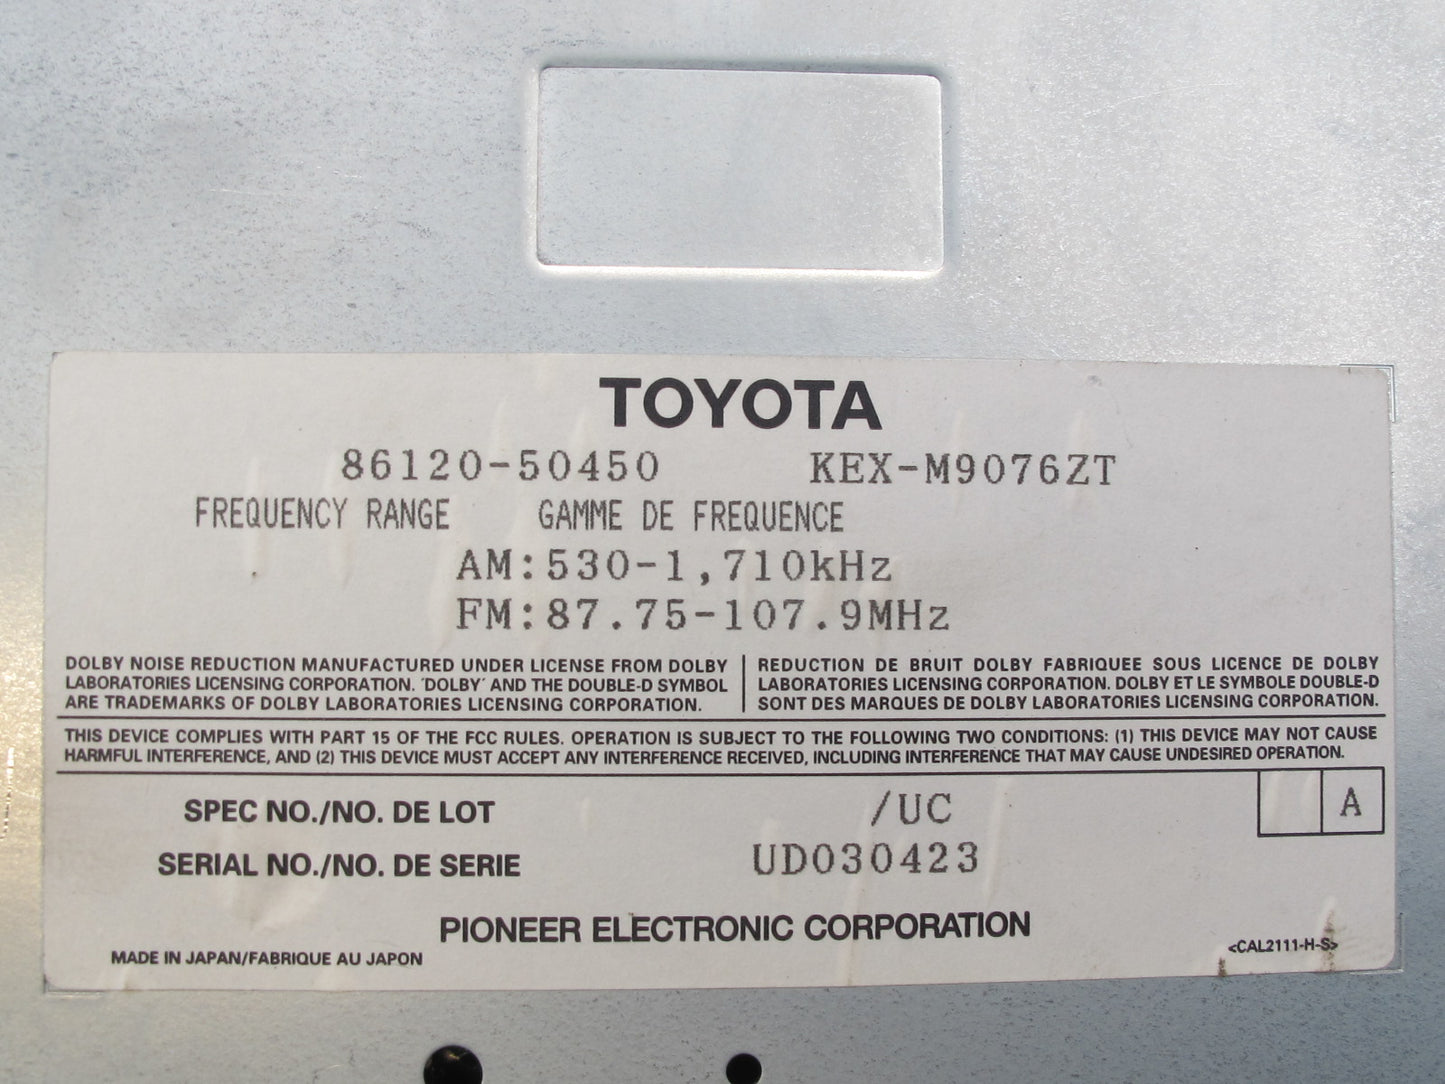 TOYOTA
86120-50450 KEX-M9076ZT
FREQUENCY RANGE GAMME DE FREQUENCE
AM:530-1,710kHz
FM:87.75-107.9MHz
DOLBY NOISE REDUCTION MANUFACTURED UNDER LICENSE FROM DOLBY
LABORATORIES LICENSING CORPORATION. 'DOLBY' AND THE DOUBLE-D SYMBOL
ARE TRADEMARKS OF DOLBY LABORATORIES LICENSING CORPORATION.
REDUCTION DE BRUIT DOLBY FABRIQUEE SOUS LICENCE DE DOLBY
LABORATORIES LICENSING CORPORATION. DOLBY ET LE SYMBOLE DOUBLE-D
SONT DES MARQUES DE DOLBY LABORATORIES LICENSING CORPORATION.
THIS DEVICE COMPLIES WITH PART 15 OF THE FCC RULES. OPERATION IS SUBJECT TO THE FOLLOWING TWO CONDITIONS: (1) THIS DEVICE MAY NOT CAUSE
HARMFUL INTERFERENCE, AND (2) THIS DEVICE MUST ACCEPT ANY INTERFERENCE RECEIVED, INCLUDING INTERFERENCE THAT MAY CAUSE UNDESIRED OPERATION.
SPEC NO./NO. DE LOT /UC A
SERIAL NO./NO. DE SERIE UD030423
PIONEER ELECTRONIC CORPORATION
MADE IN JAPAN/FABRIQUE AU JAPON <CAL2111-H-S>